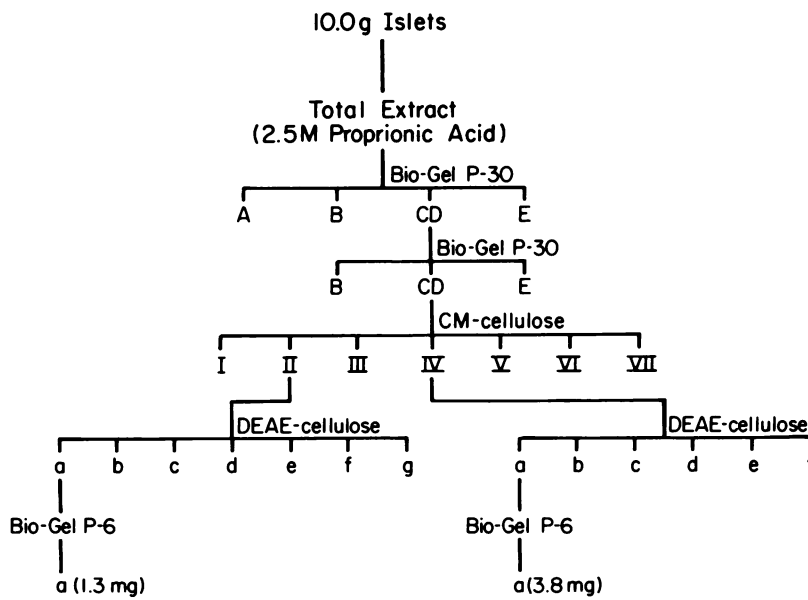 10.0g Islets
Total Extract
(2.5M Proprionic Acid)
Bio-Gel P-30
A B CD E
Bio-Gel P-30
B CD E
CM-cellulose
I II III IV V VI VII
DEAE-cellulose DEAE-cellulose
a b c d e f g a b c d e
Bio-Gel P-6 Bio-Gel P-6
a (1.3 mg) a (3.8 mg)